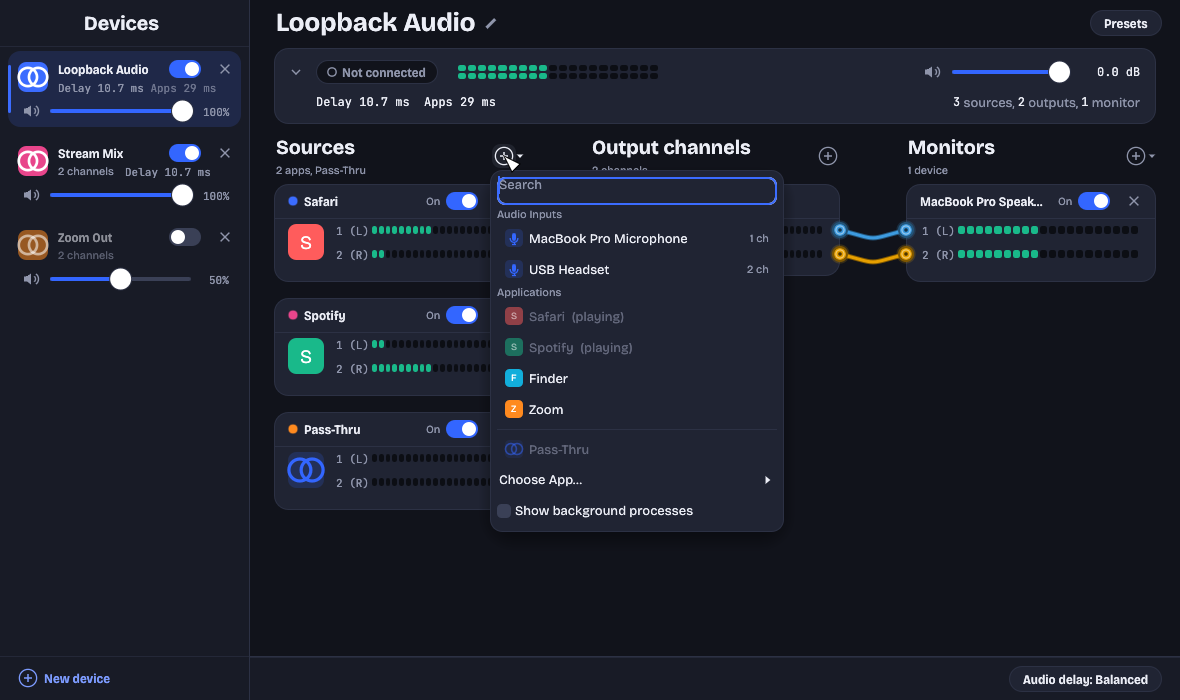 Devices
Loopback Audio
Delay 10.7 ms Apps 29 ms
100%
Stream Mix
2 channels Delay 10.7 ms
100%
Zoom Out
2 channels
50%
New device
Loopback Audio
Presets
Not connected
0.0 dB
Delay 10.7 ms Apps 29 ms
3 sources, 2 outputs, 1 monitor
Sources
2 apps, Pass-Thru
Output channels
2 channels
Monitors
1 device
Safari On
S
1 (L)
2 (R)
Spotify On
S
1 (L)
2 (R)
Pass-Thru On
1 (L)
2 (R)
Search
Audio Inputs
MacBook Pro Microphone 1 ch
USB Headset 2 ch
Applications
S Safari (playing)
S Spotify (playing)
F Finder
Z Zoom
Pass-Thru
Choose App...
Show background processes
MacBook Pro Speak... On
1 (L)
2 (R)
Audio delay: Balanced